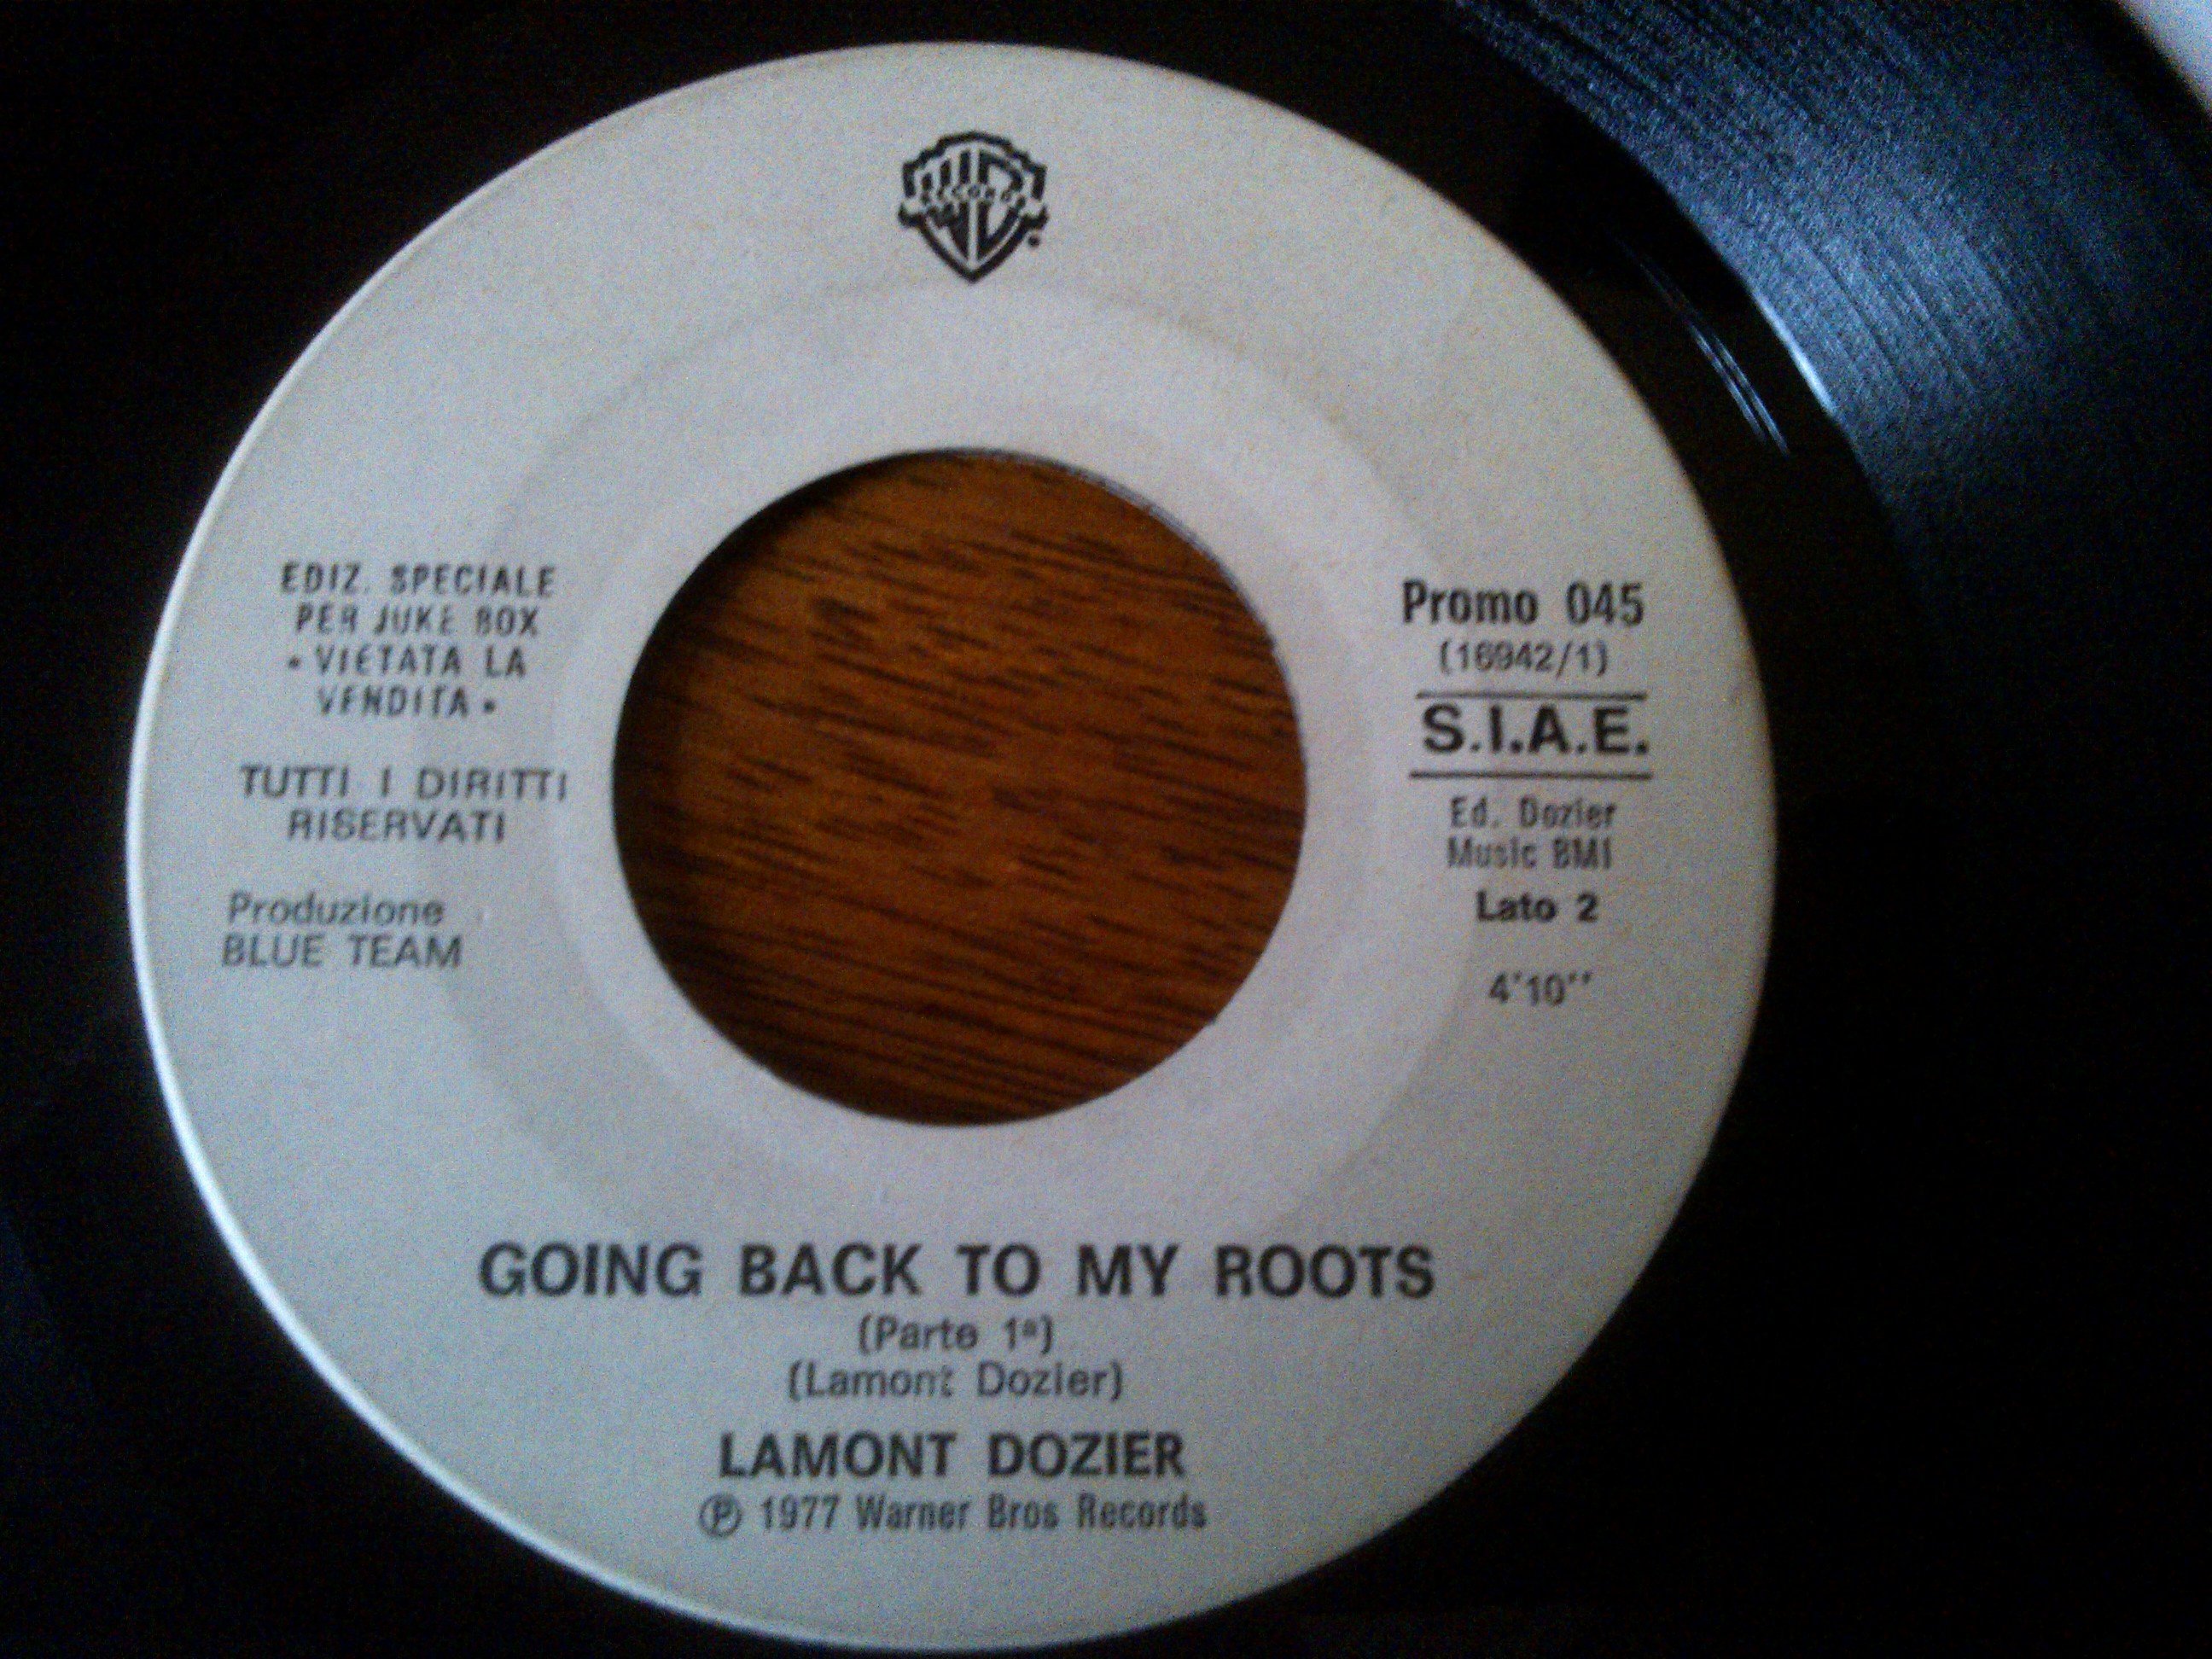 RECORDS
EDIZ. SPECIALE
PER JUKE BOX
• VIETATA LA
VENDITA •
TUTTI I DIRITTI
RISERVATI
Produzione
BLUE TEAM
Promo 045
(16942/1)
S.I.A.E.
Ed. Dozier
Music BMI
Lato 2
4'10''
GOING BACK TO MY ROOTS
(Parte 1ª)
(Lamont Dozier)
LAMONT DOZIER
℗ 1977 Warner Bros Records